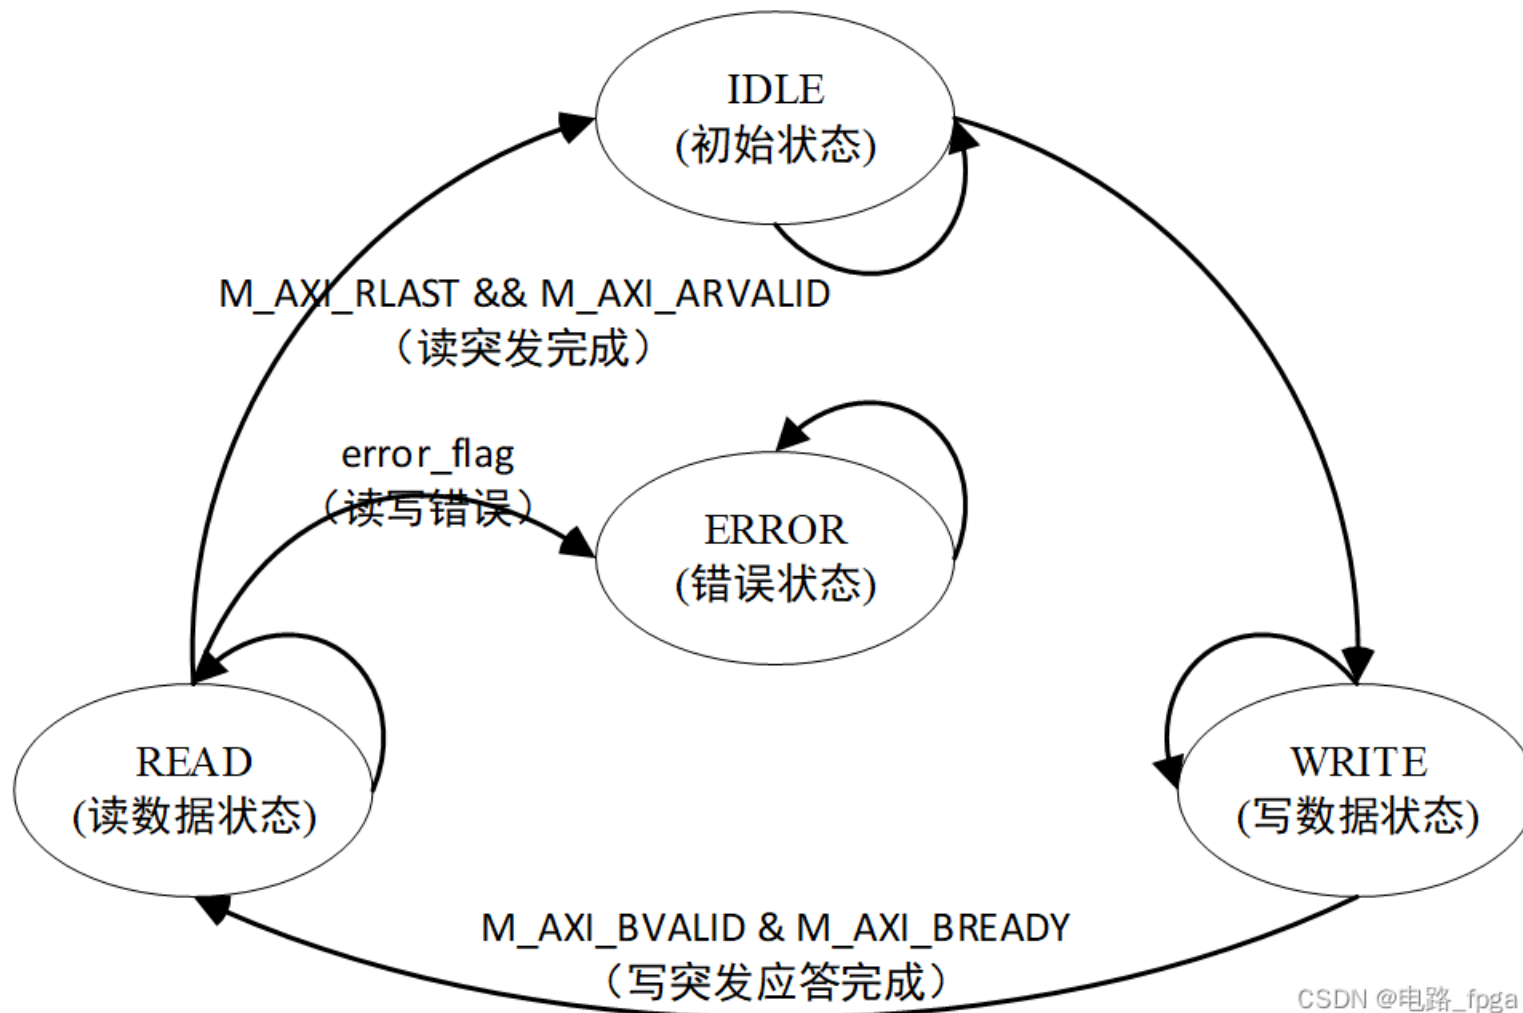 IDLE
(初始状态)
M_AXI_RLAST && M_AXI_ARVALID
（读突发完成）
error_flag
（读写错误）
ERROR
(错误状态)
READ
(读数据状态)
WRITE
(写数据状态)
M_AXI_BVALID & M_AXI_BREADY
（写突发应答完成）
CSDN @电路_fpga